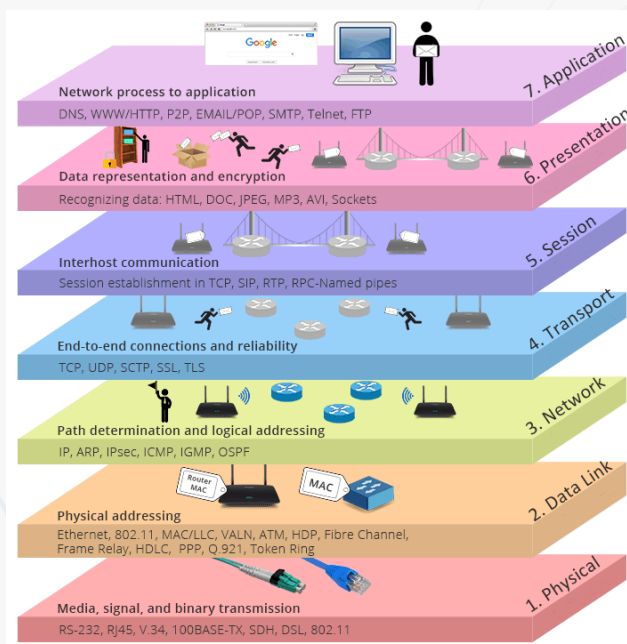 Google
7. Application
Network process to application
DNS, WWW/HTTP, P2P, EMAIL/POP, SMTP, Telnet, FTP
6. Presentation
Data representation and encryption
Recognizing data: HTML, DOC, JPEG, MP3, AVI, Sockets
5. Session
Interhost communication
Session establishment in TCP, SIP, RTP, RPC-Named pipes
4. Transport
End-to-end connections and reliability
TCP, UDP, SCTP, SSL, TLS
3. Network
Path determination and logical addressing
IP, ARP, IPsec, ICMP, IGMP, OSPF
2. Data Link
Router
MAC
MAC
Physical addressing
Ethernet, 802.11, MAC/LLC, VALN, ATM, HDP, Fibre Channel,
Frame Relay, HDLC, PPP, Q.921, Token Ring
1. Physical
Media, signal, and binary transmission
RS-232, RJ45, V.34, 100BASE-TX, SDH, DSL, 802.11